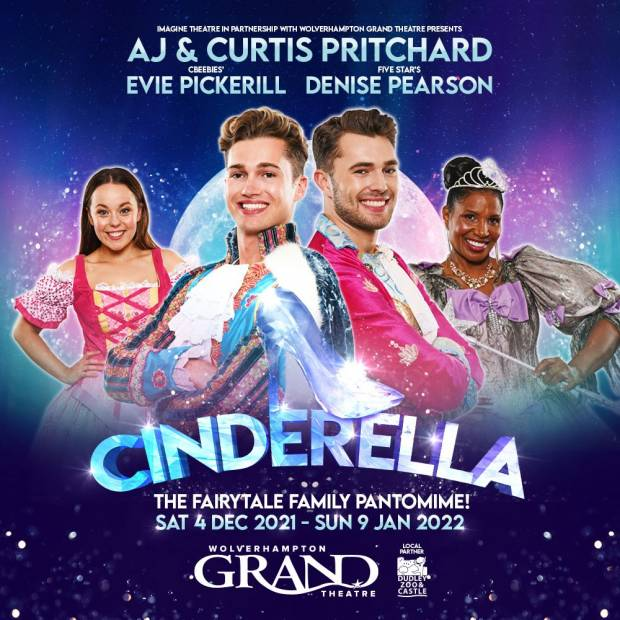 IMAGINE THEATRE IN PARTNERSHIP WITH WOLVERHAMPTON GRAND THEATRE PRESENTS
AJ & CURTIS PRITCHARD
CBEEBIES' FIVE STAR'S
EVIE PICKERILL DENISE PEARSON
CINDERELLA
THE FAIRYTALE FAMILY PANTOMIME!
SAT 4 DEC 2021 - SUN 9 JAN 2022
WOLVERHAMPTON
GRAND
THEATRE
LOCAL
PARTNER
DUDLEY
ZOO &
CASTLE